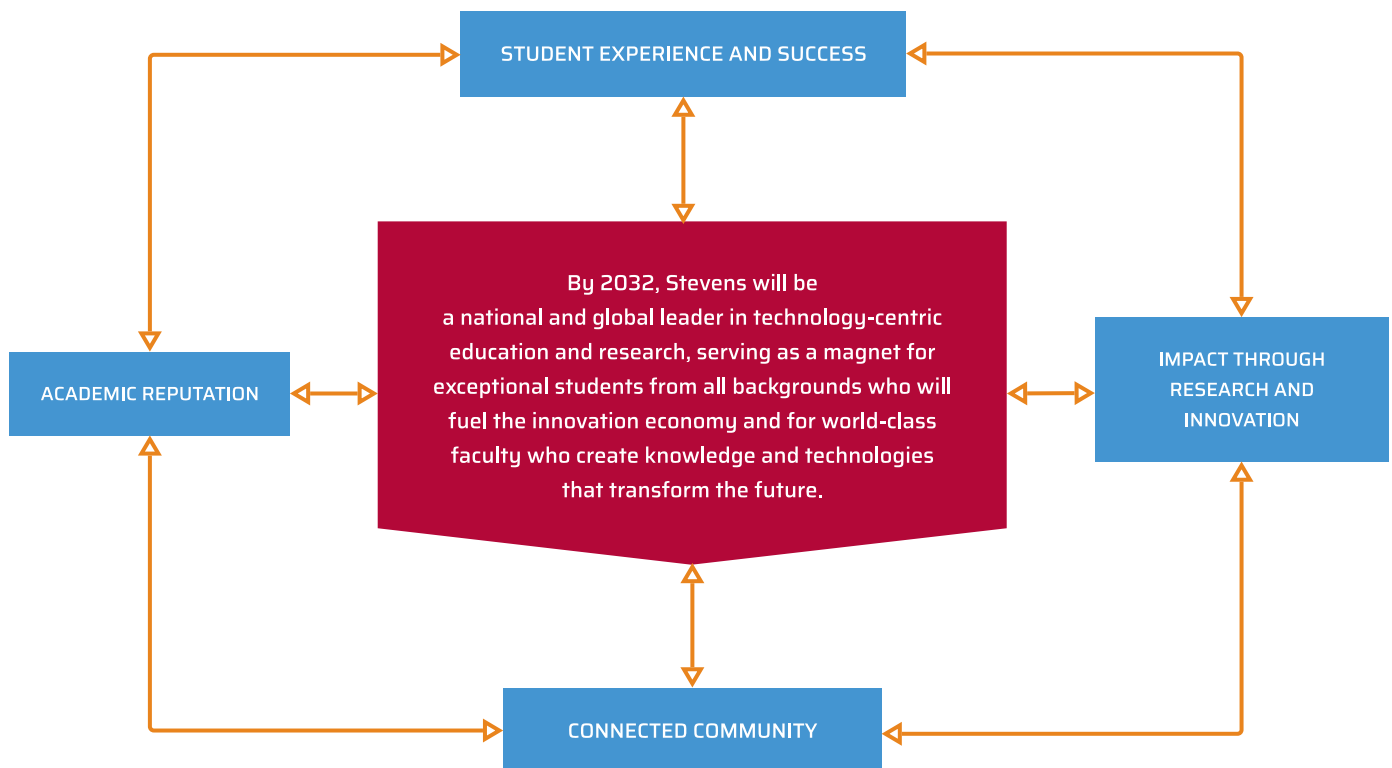 STUDENT EXPERIENCE AND SUCCESS
By 2032, Stevens will be
a national and global leader in technology-centric
education and research, serving as a magnet for
exceptional students from all backgrounds who will
fuel the innovation economy and for world-class
faculty who create knowledge and technologies
that transform the future.
ACADEMIC REPUTATION
IMPACT THROUGH
RESEARCH AND
INNOVATION
CONNECTED COMMUNITY